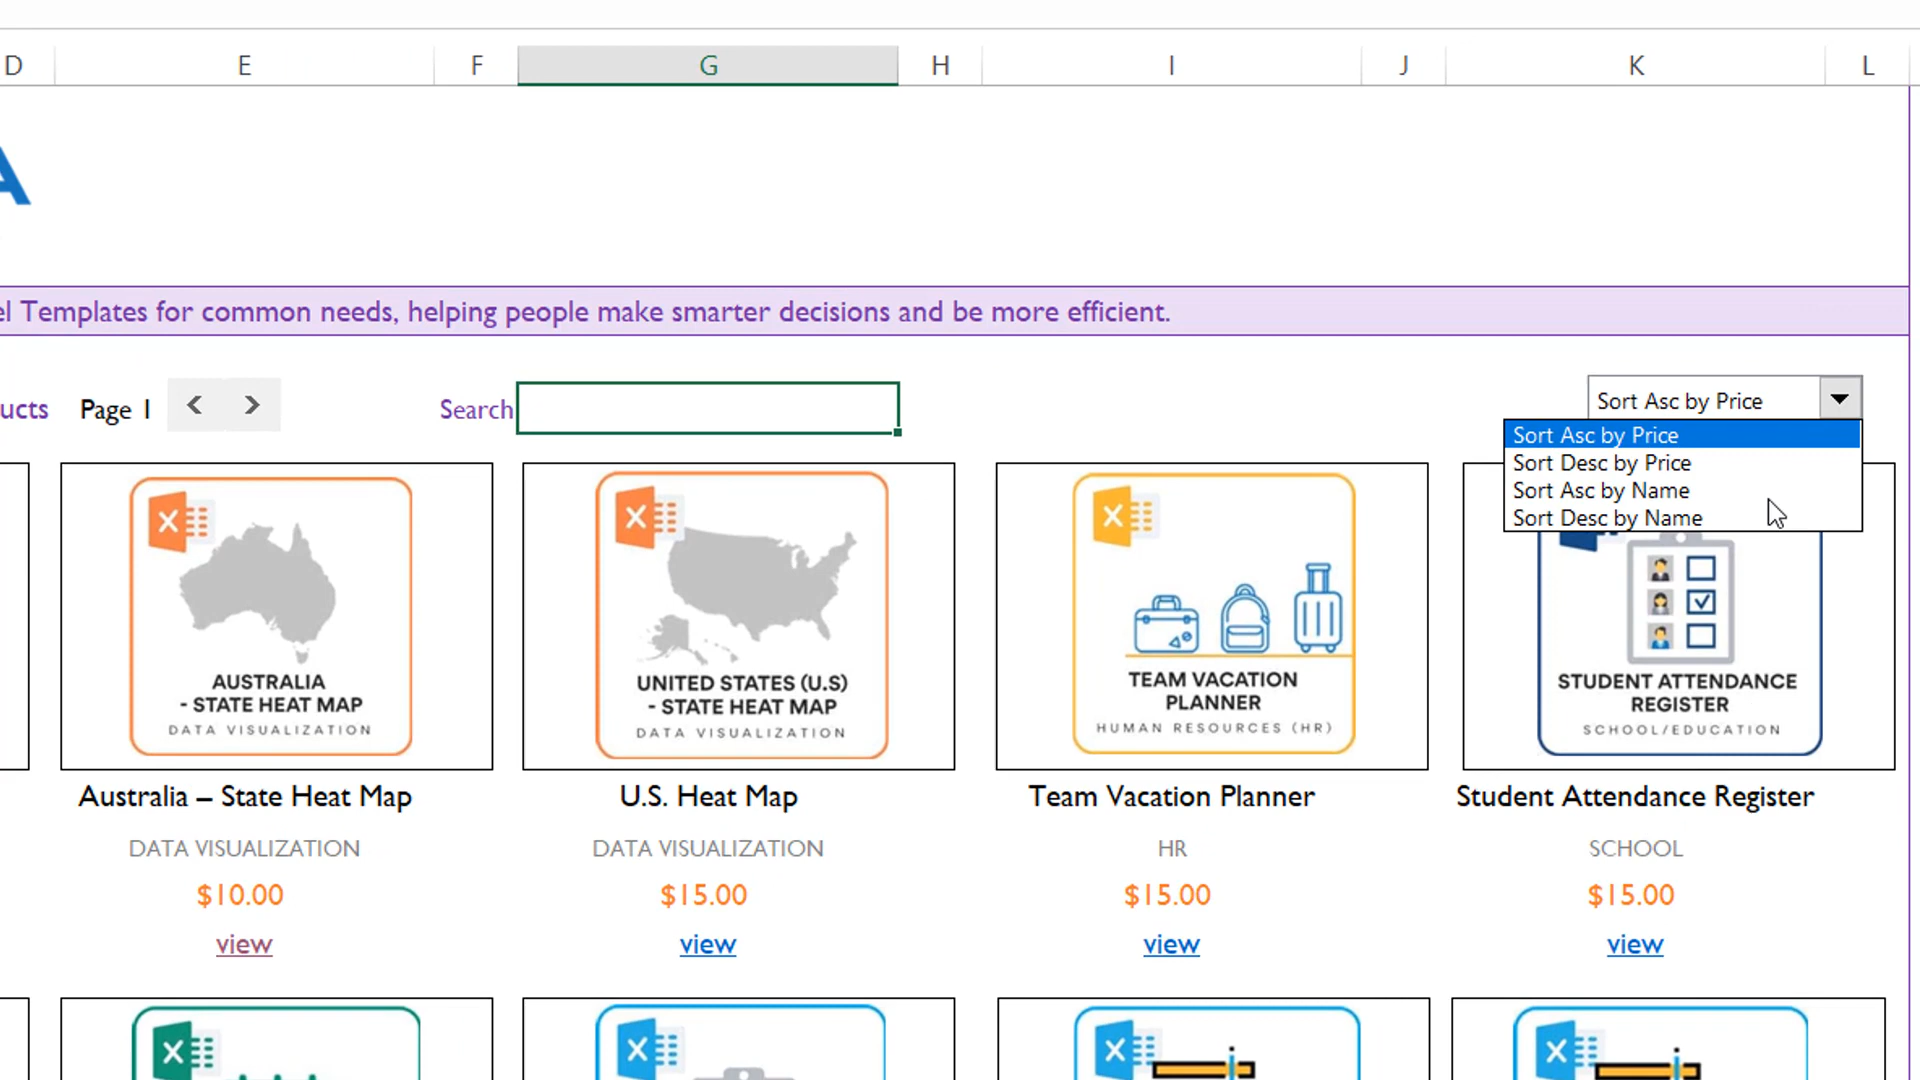 D E F G H I J K L
A
el Templates for common needs, helping people make smarter decisions and be more efficient.
ucts Page 1 < > Search Sort Asc by Price
Sort Asc by Price
Sort Desc by Price
Sort Asc by Name
Sort Desc by Name
X
AUSTRALIA
- STATE HEAT MAP
DATA VISUALIZATION
X
UNITED STATES (U.S)
- STATE HEAT MAP
DATA VISUALIZATION
X
TEAM VACATION
PLANNER
HUMAN RESOURCES (HR)
STUDENT ATTENDANCE
REGISTER
SCHOOL/EDUCATION
Australia – State Heat Map U.S. Heat Map Team Vacation Planner Student Attendance Register
DATA VISUALIZATION DATA VISUALIZATION HR SCHOOL
$10.00 $15.00 $15.00 $15.00
view view view view
X X X X